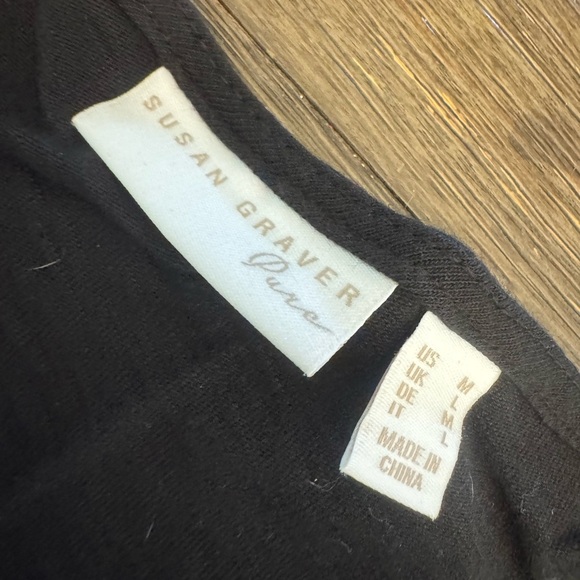 SUSAN GRAVER
Pure
US M
UK L
DE M
IT L
MADE IN
CHINA